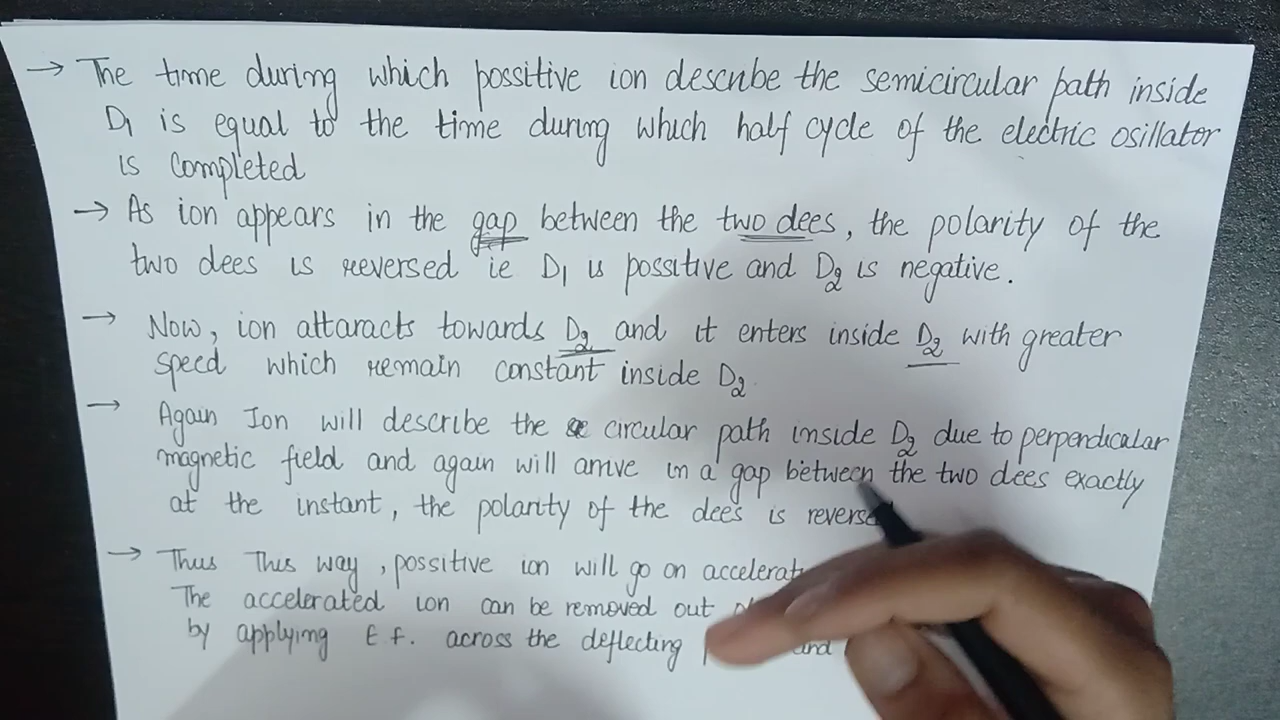 → The time during which possitive ion describe the semicircular path inside
D1 is equal to the time during which half cycle of the electric osillator
is completed
→ As ion appears in the gap between the two dees, the polarity of the
two dees is reversed ie D1 is possitive and D2 is negative.
→ Now, ion attaracts towards D2 and it enters inside D2 with greater
speed which remain constant inside D2.
→ Again Ion will describe the circular path inside D2 due to perpendicular
magnetic field and again will arrive in a gap between the two dees exactly
at the instant, the polarity of the dees is
→ Thus This way, possitive ion will go on
The accelerated ion can be removed out
by applying E f. across the deflecting and